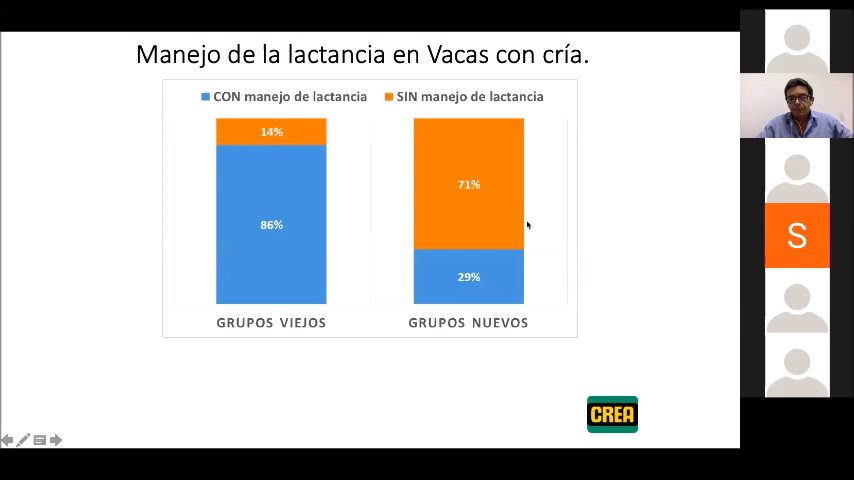 Manejo de la lactancia en Vacas con cría.
CON manejo de lactancia SIN manejo de lactancia
14%
71%
86%
29%
GRUPOS VIEJOS GRUPOS NUEVOS
CREA
S